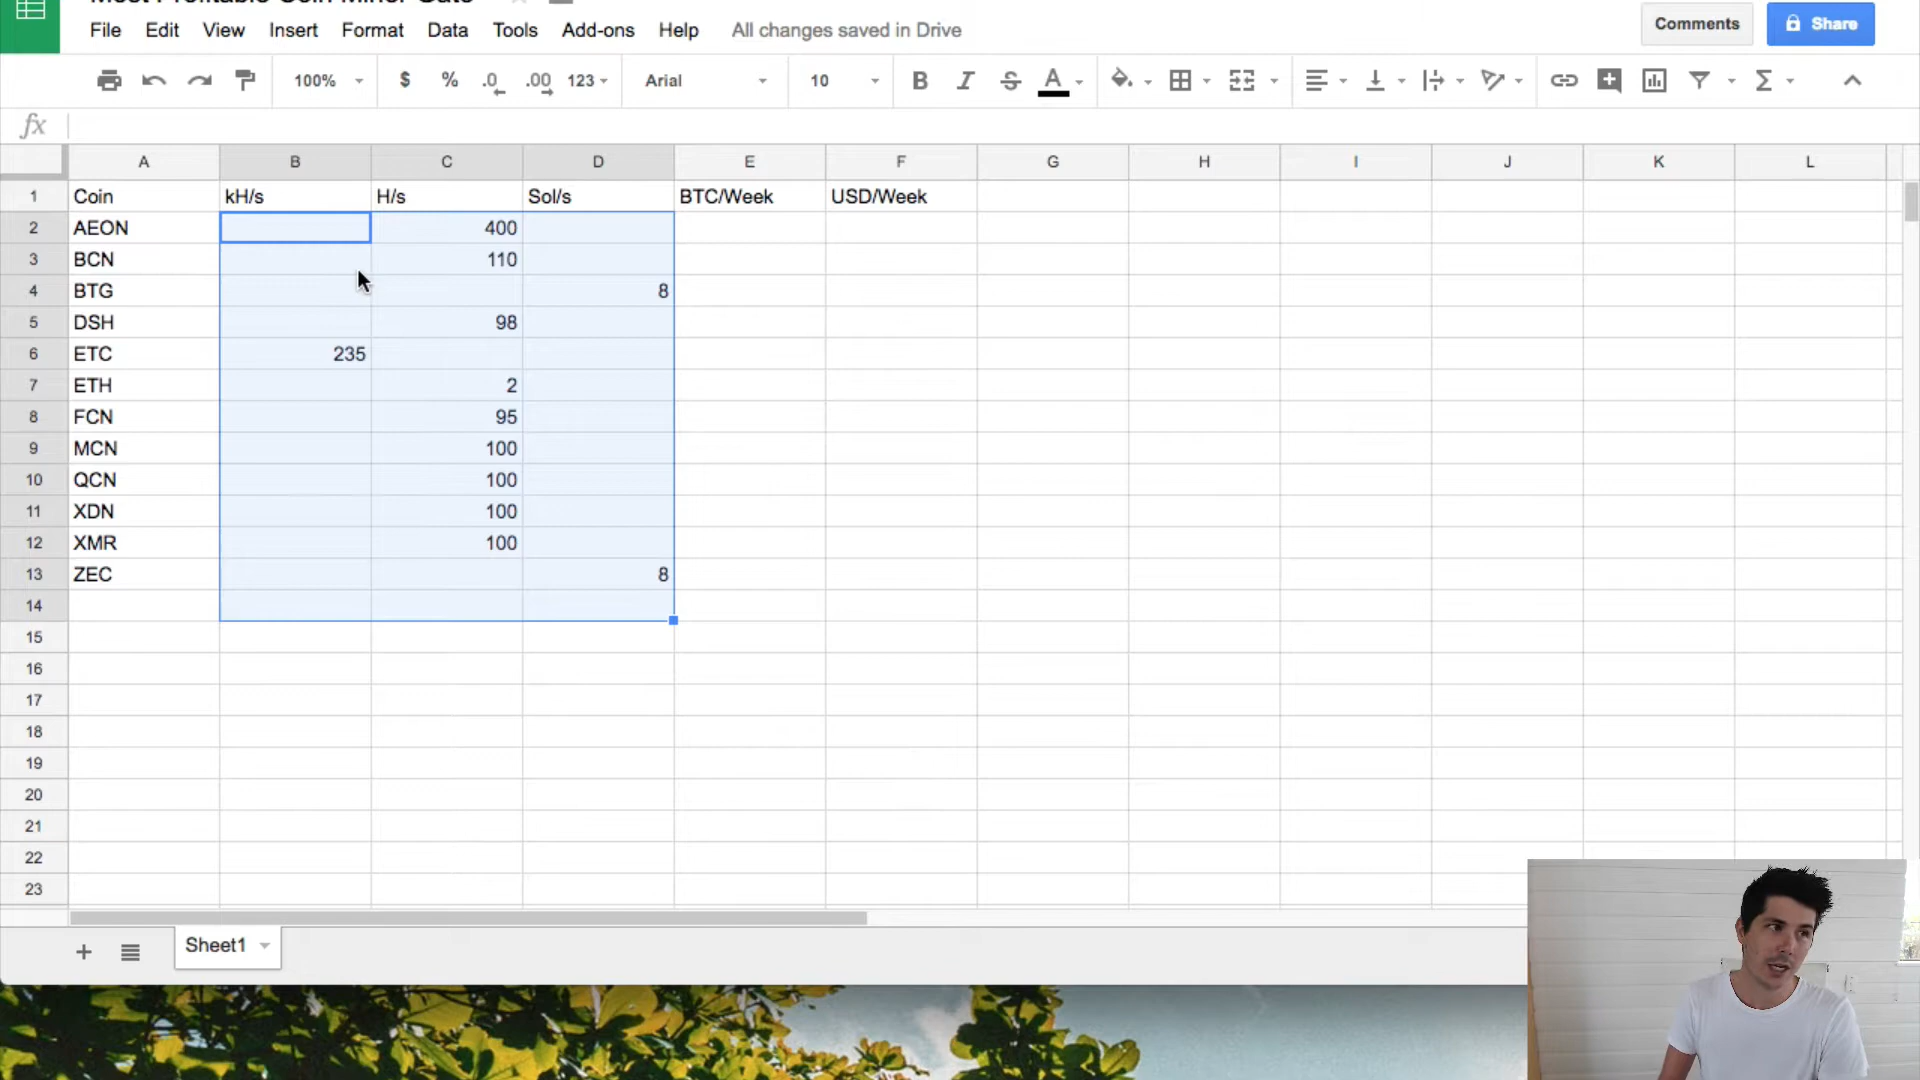 File Edit View Insert Format Data Tools Add-ons Help All changes saved in Drive Comments Share
100% $ % .0 .00 123 Arial 10 B I S A Σ
fx
A B C D E F G H I J K L
1 Coin kH/s H/s Sol/s BTC/Week USD/Week
2 AEON 400
3 BCN 110
4 BTG 8
5 DSH 98
6 ETC 235
7 ETH 2
8 FCN 95
9 MCN 100
10 QCN 100
11 XDN 100
12 XMR 100
13 ZEC 8
14
15
16
17
18
19
20
21
22
23
+ Sheet1